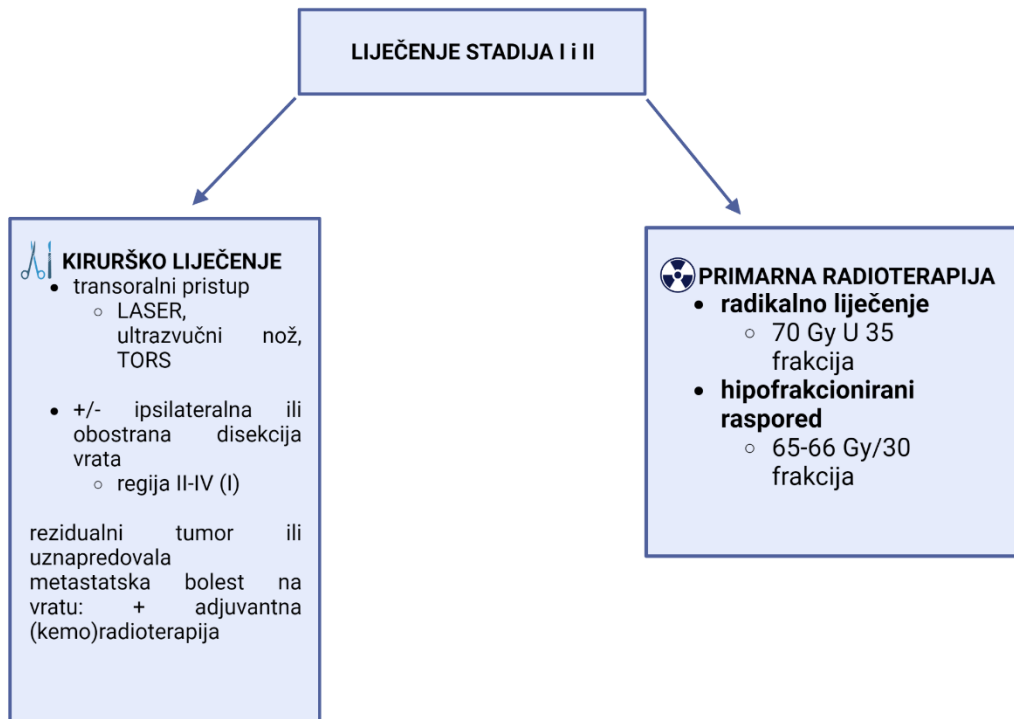 LIJEČENJE STADIJA I i II
KIRURŠKO LIJEČENJE
• transoralni pristup
○ LASER,
ultrazvučni nož,
TORS
• +/- ipsilateralna ili
obostrana disekcija
vrata
○ regija II-IV (I)
rezidualni tumor ili
uznapredovala
metastatska bolest na
vratu: + adjuvantna
(kemo)radioterapija
PRIMARNA RADIOTERAPIJA
• radikalno liječenje
○ 70 Gy U 35
frakcija
• hipofrakcionirani
raspored
○ 65-66 Gy/30
frakcija